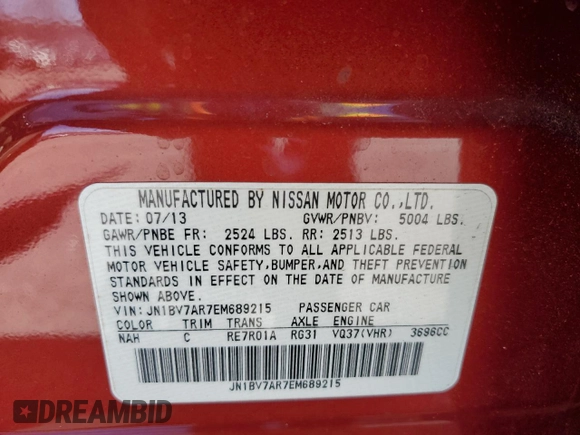 MANUFACTURED BY NISSAN MOTOR CO.,LTD.
DATE: 07/13 GVWR/PNBV: 5004 LBS.
GAWR/PNBE FR: 2524 LBS. RR: 2513 LBS.
THIS VEHICLE CONFORMS TO ALL APPLICABLE FEDERAL
MOTOR VEHICLE SAFETY,BUMPER,AND THEFT PREVENTION
STANDARDS IN EFFECT ON THE DATE OF MANUFACTURE
SHOWN ABOVE.
VIN: JN1BV7AR7EM689215 PASSENGER CAR
COLOR TRIM TRANS AXLE ENGINE
NAH C RE7R01A RG31 VQ37(VHR) 3696CC
JN1BV7AR7EM689215
DREAMBID